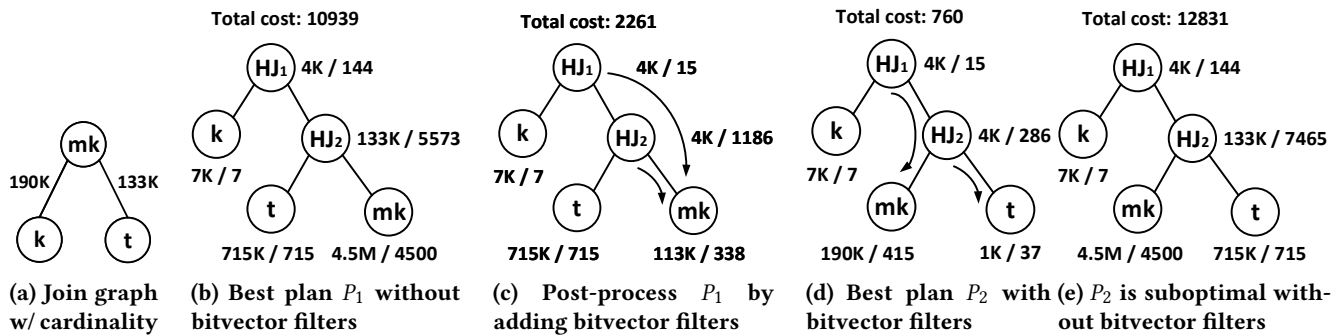 Total cost: 10939
Total cost: 2261
Total cost: 760
Total cost: 12831
mk
190K
133K
k
t
HJ₁
4K / 144
k
7K / 7
HJ₂
133K / 5573
t
715K / 715
mk
4.5M / 4500
HJ₁
4K / 15
k
7K / 7
HJ₂
4K / 1186
t
715K / 715
mk
113K / 338
HJ₁
4K / 15
k
7K / 7
HJ₂
4K / 286
mk
190K / 415
t
1K / 37
HJ₁
4K / 144
k
7K / 7
HJ₂
133K / 7465
mk
4.5M / 4500
t
715K / 715
(a) Join graph
w/ cardinality
(b) Best plan P₁ without
bitvector filters
(c) Post-process P₁ by
adding bitvector filters
(d) Best plan P₂ with
bitvector filters
(e) P₂ is suboptimal with-
out bitvector filters